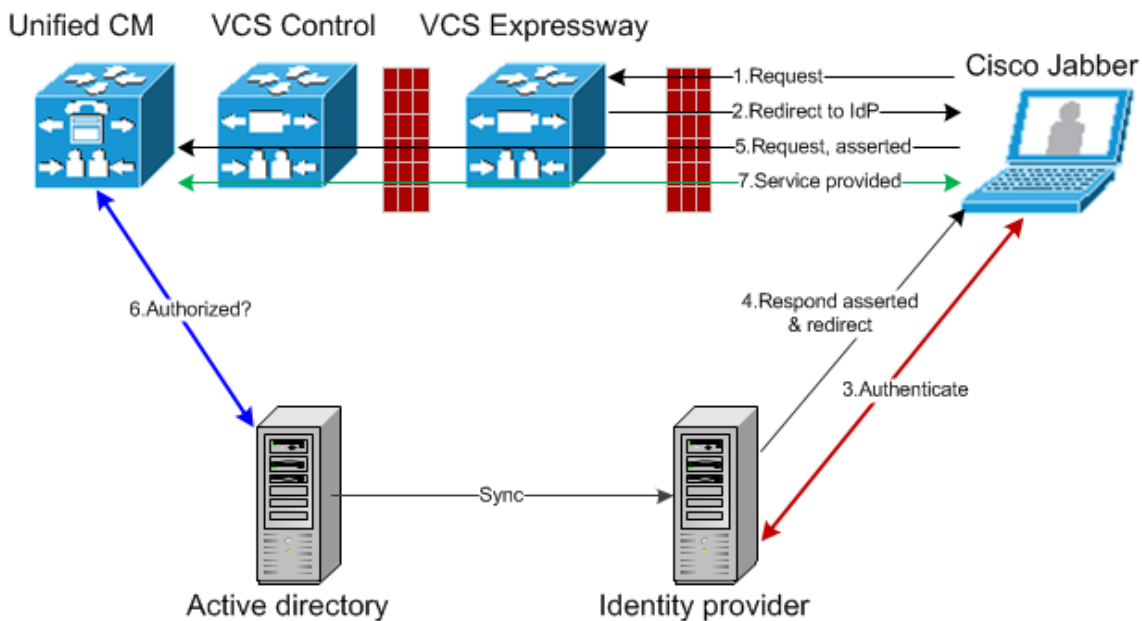 Unified CM
VCS Control
VCS Expressway
Cisco Jabber
1.Request
2.Redirect to IdP
5.Request, asserted
7.Service provided
6.Authorized?
4.Respond asserted
& redirect
3.Authenticate
Sync
Active directory
Identity provider